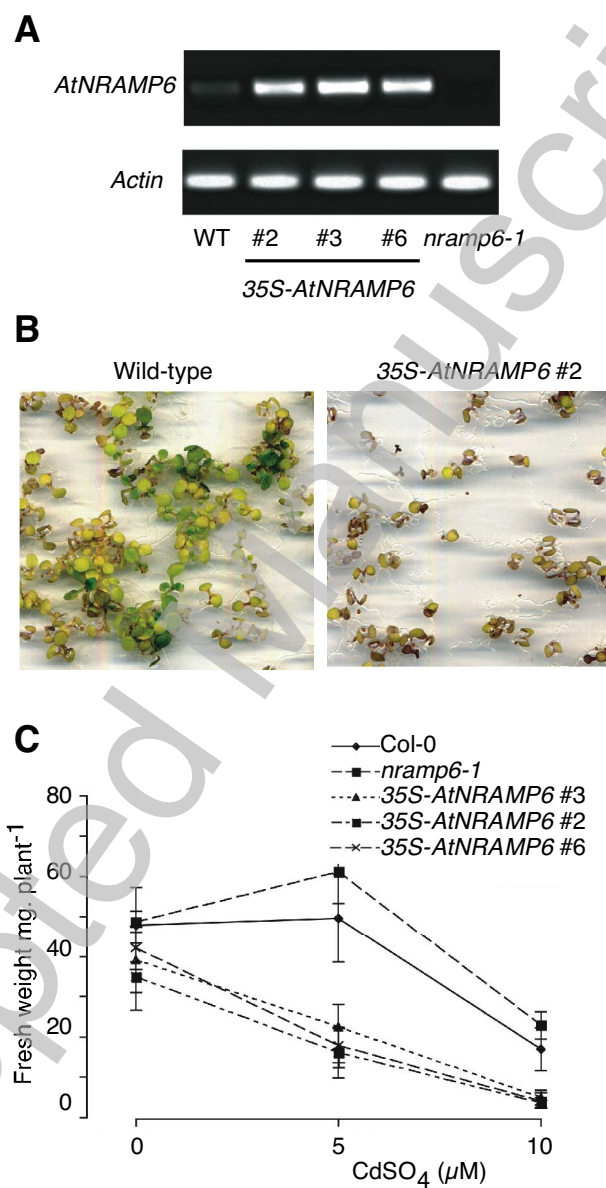 A
AtNRAMP6
Actin
WT #2 #3 #6 nramp6-1
35S-AtNRAMP6
B
Wild-type 35S-AtNRAMP6 #2
C
Col-0
nramp6-1
35S-AtNRAMP6 #3
35S-AtNRAMP6 #2
35S-AtNRAMP6 #6
Fresh weight mg. plant-1
80
60
40
20
0
0 5 10
CdSO4 (µM)
pted Manuscri